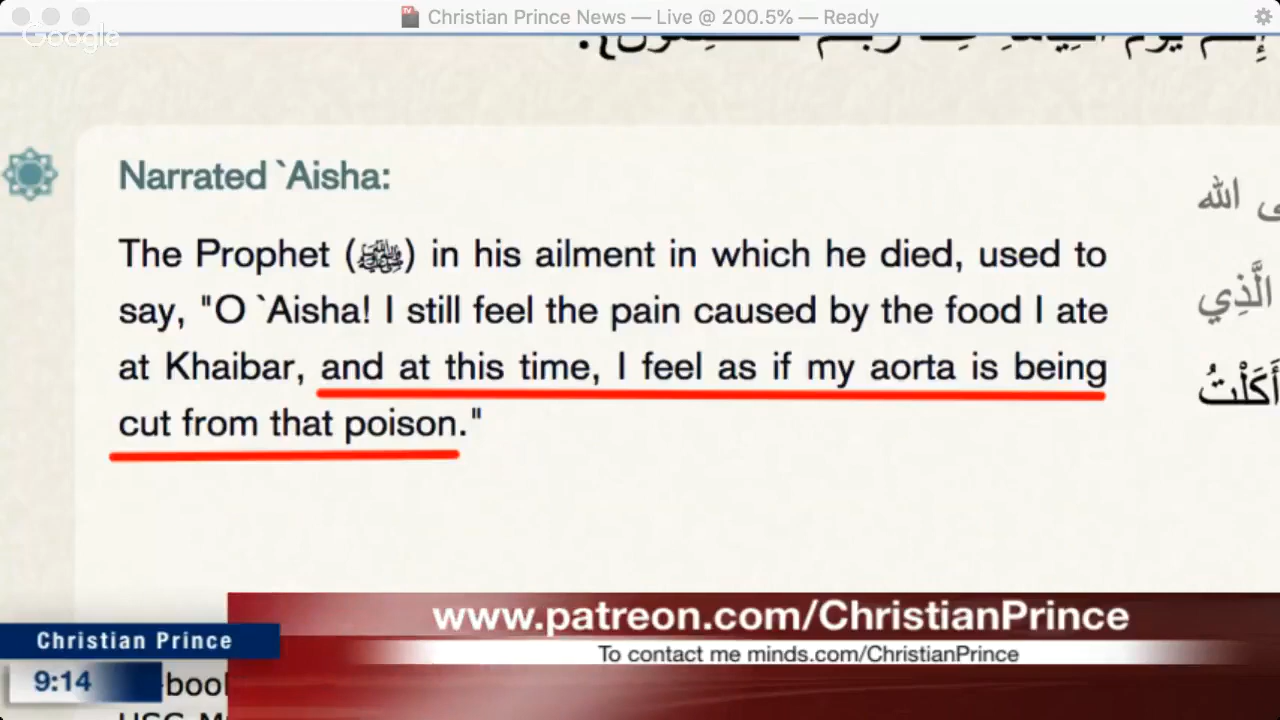 Christian Prince News — Live @ 200.5% — Ready
Google
Narrated `Aisha:
The Prophet (ﷺ) in his ailment in which he died, used to
say, "O `Aisha! I still feel the pain caused by the food I ate
at Khaibar, and at this time, I feel as if my aorta is being
cut from that poison."
الله
الَّذِي
أَكَلْتُ
www.patreon.com/ChristianPrince
Christian Prince
To contact me minds.com/ChristianPrince
9:14